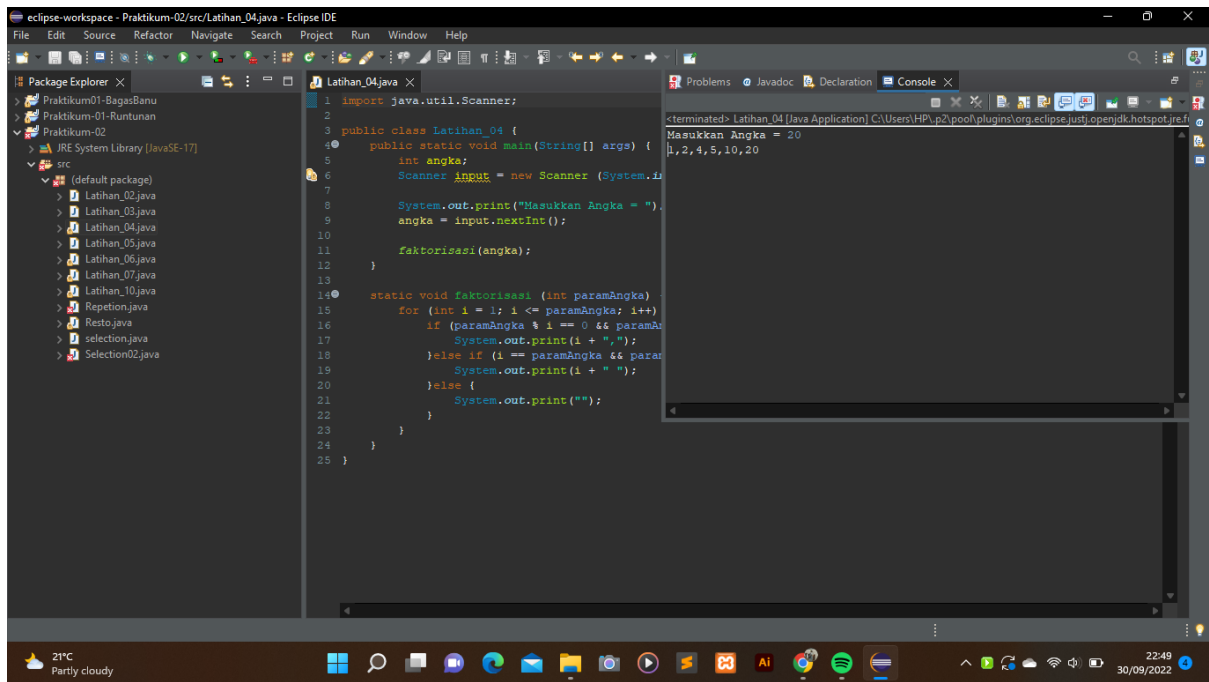 eclipse-workspace - Praktikum-02/src/Latihan_04.java - Eclipse IDE
File Edit Source Refactor Navigate Search Project Run Window Help
Package Explorer
Praktikum01-BagasBanu
Praktikum-01-Runtunan
Praktikum-02
JRE System Library [JavaSE-17]
src
(default package)
Latihan_02.java
Latihan_03.java
Latihan_04.java
Latihan_05.java
Latihan_06.java
Latihan_07.java
Latihan_10.java
Repetion.java
Resto.java
selection.java
Selection02.java
Latihan_04.java
1 import java.util.Scanner;
2
3 public class Latihan_04 {
4 public static void main(String[] args) {
5 int angka;
6 Scanner input = new Scanner (System.in
7
8 System.out.print("Masukkan Angka = ")
9 angka = input.nextInt();
10
11 faktorisasi(angka);
12 }
13
14 static void faktorisasi (int paramAngka)
15 for (int i = 1; i <= paramAngka; i++)
16 if (paramAngka % i == 0 && paramAn
17 System.out.print(i + ",");
18 }else if (i == paramAngka && param
19 System.out.print(i + " ");
20 }else {
21 System.out.print("");
22 }
23 }
24 }
25 }
Problems Javadoc Declaration Console
<terminated> Latihan_04 [Java Application] C:\Users\HP\.p2\pool\plugins\org.eclipse.justj.openjdk.hotspot.jre.fu
Masukkan Angka = 20
1,2,4,5,10,20
21°C
Partly cloudy
Ai
22:49
30/09/2022
4